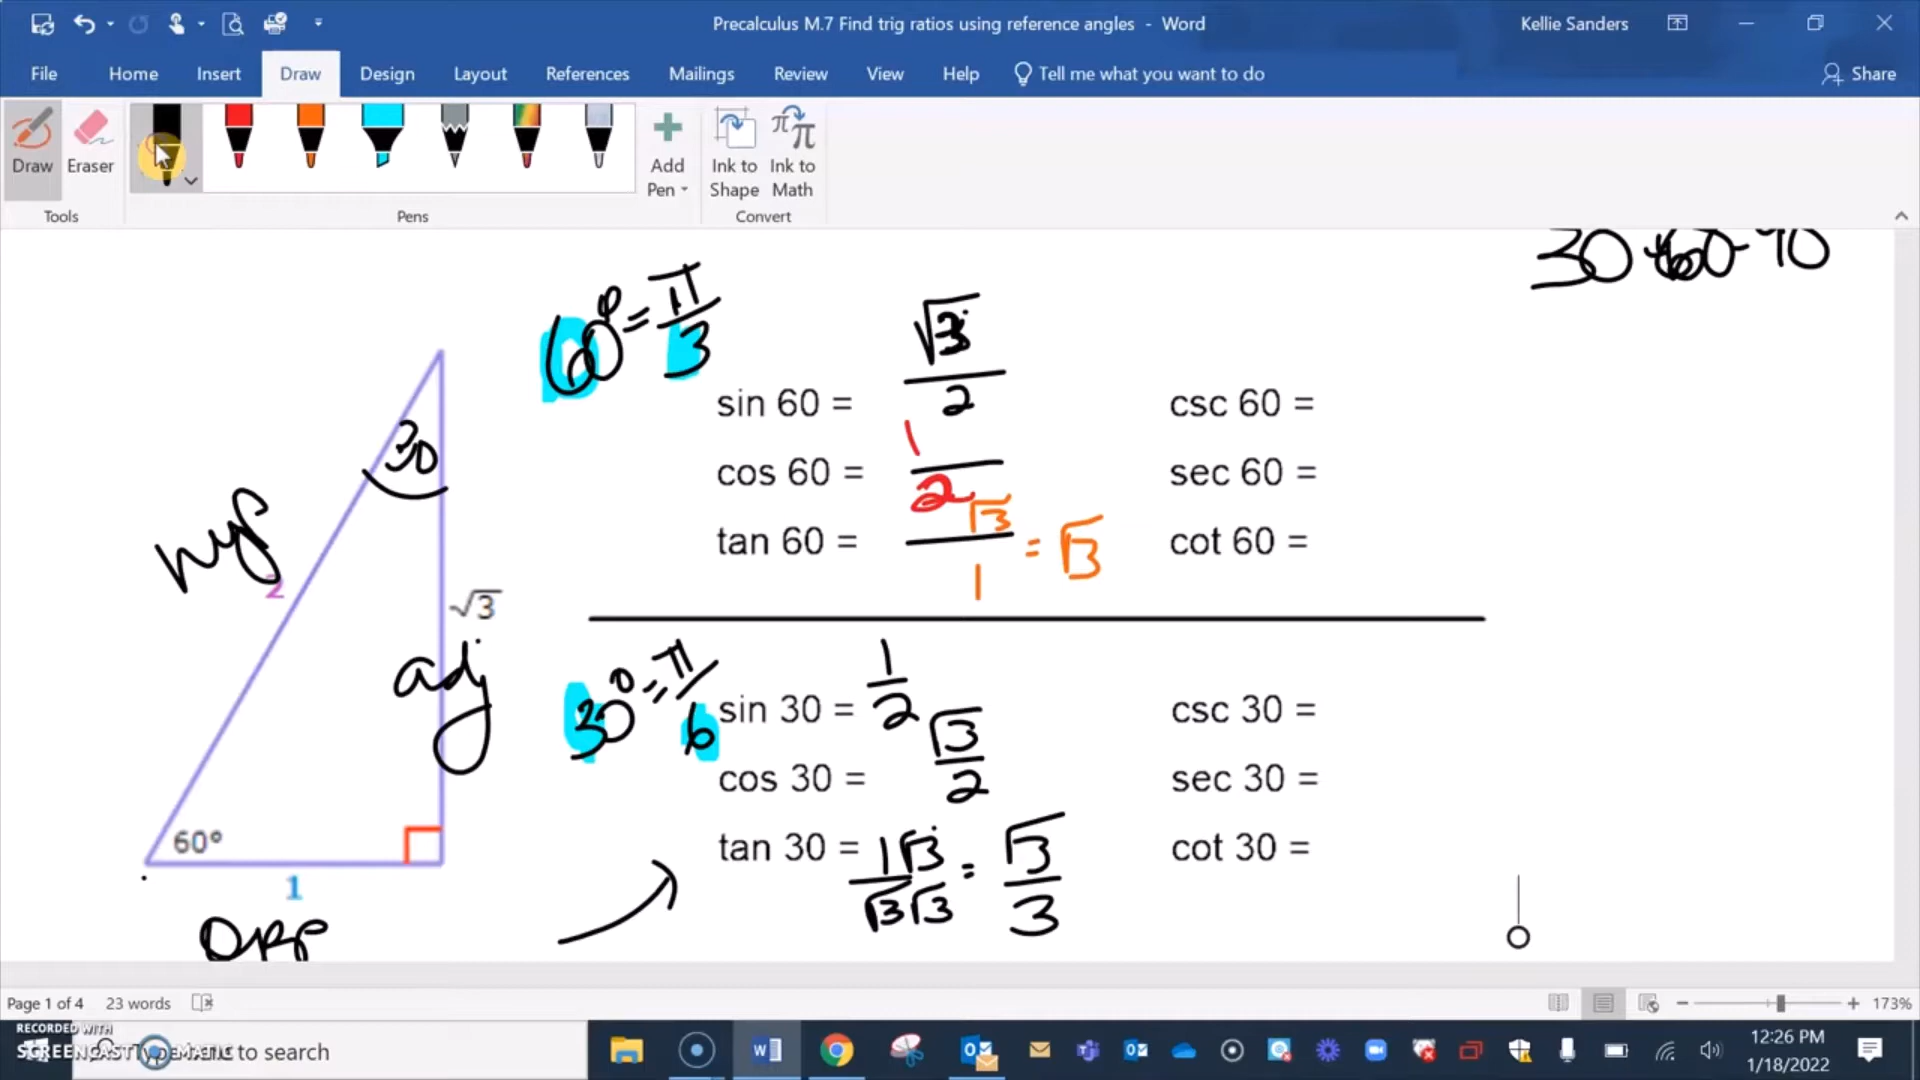 Precalculus M.7 Find trig ratios using reference angles - Word
Kellie Sanders
File Home Insert Draw Design Layout References Mailings Review View Help Tell me what you want to do Share
Draw Eraser Add Pen Ink to Shape Ink to Math
Tools Pens Convert
30-60-90
60° = π/3
sin 60 = √3/2 csc 60 =
cos 60 = 1/2 sec 60 =
tan 60 = √3/1 = √3 cot 60 =
30
hyp
2
√3
adj
60°
1
opp
30° = π/6
sin 30 = 1/2 csc 30 =
cos 30 = √3/2 sec 30 =
tan 30 = 1√3/√3√3 = √3/3 cot 30 =
Page 1 of 4 23 words 173%
RECORDED WITH
SCREENCAST-O-MATIC
Type here to search
12:26 PM
1/18/2022